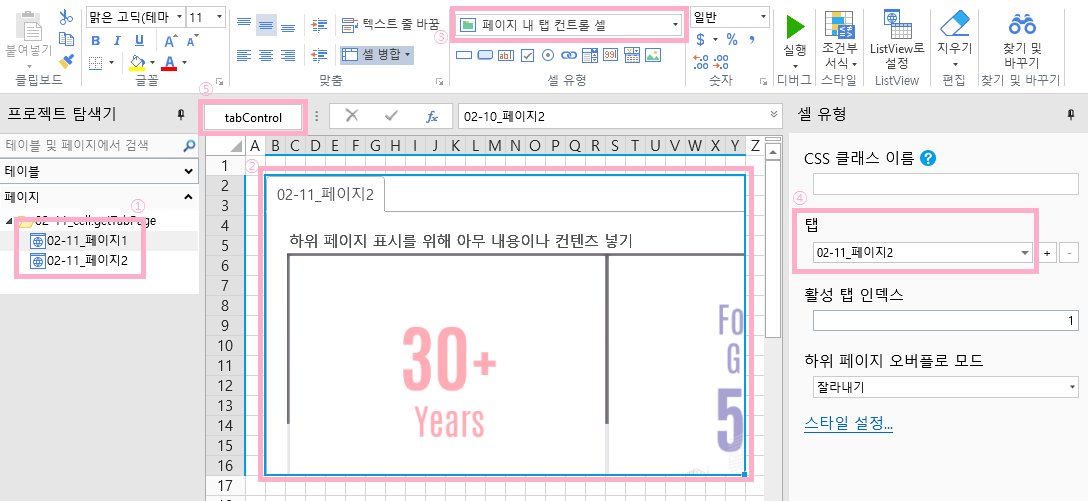 맑은 고딕(테마
11
텍스트 줄 바꿈
③
페이지 내 탭 컨트롤 셀
일반
붙여넣기
가
B I U
가 가
셀 병합
abl
99
$ % ,
.00
.0
실행
조건부
서식
ListView로
설정
지우기
찾기 및
바꾸기
클립보드
글꼴
맞춤
셀 유형
숫자
디버그
스타일
ListView
편집
찾기 및 바꾸기
⑤
프로젝트 탐색기
tabControl
fx
02-10_페이지2
셀 유형
테이블 및 페이지에서 검색
A B C D E F G H I J K L M N O P Q R S T U V W X Y Z
테이블
페이지
①
02-11_cell.getTabPage
02-11_페이지1
02-11_페이지2
②
1
2
3
4
5
6
7
8
9
10
11
12
13
14
15
16
17
02-11_페이지2
하위 페이지 표시를 위해 아무 내용이나 컨텐츠 넣기
30+
Years
Fo
G
5
CSS 클래스 이름 ?
④
탭
02-11_페이지2
+ -
활성 탭 인덱스
1
하위 페이지 오버플로 모드
잘라내기
스타일 설정...